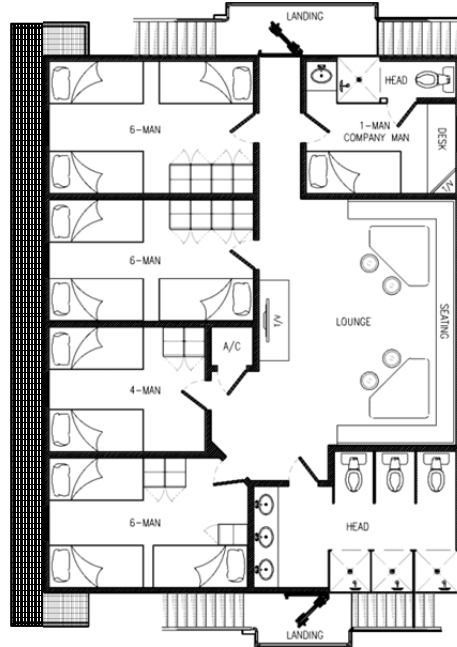 LANDING
HEAD
6-MAN
1-MAN
COMPANY MAN
DESK
T/V
6-MAN
T/V
LOUNGE
SEATING
A/C
4-MAN
6-MAN
HEAD
LANDING